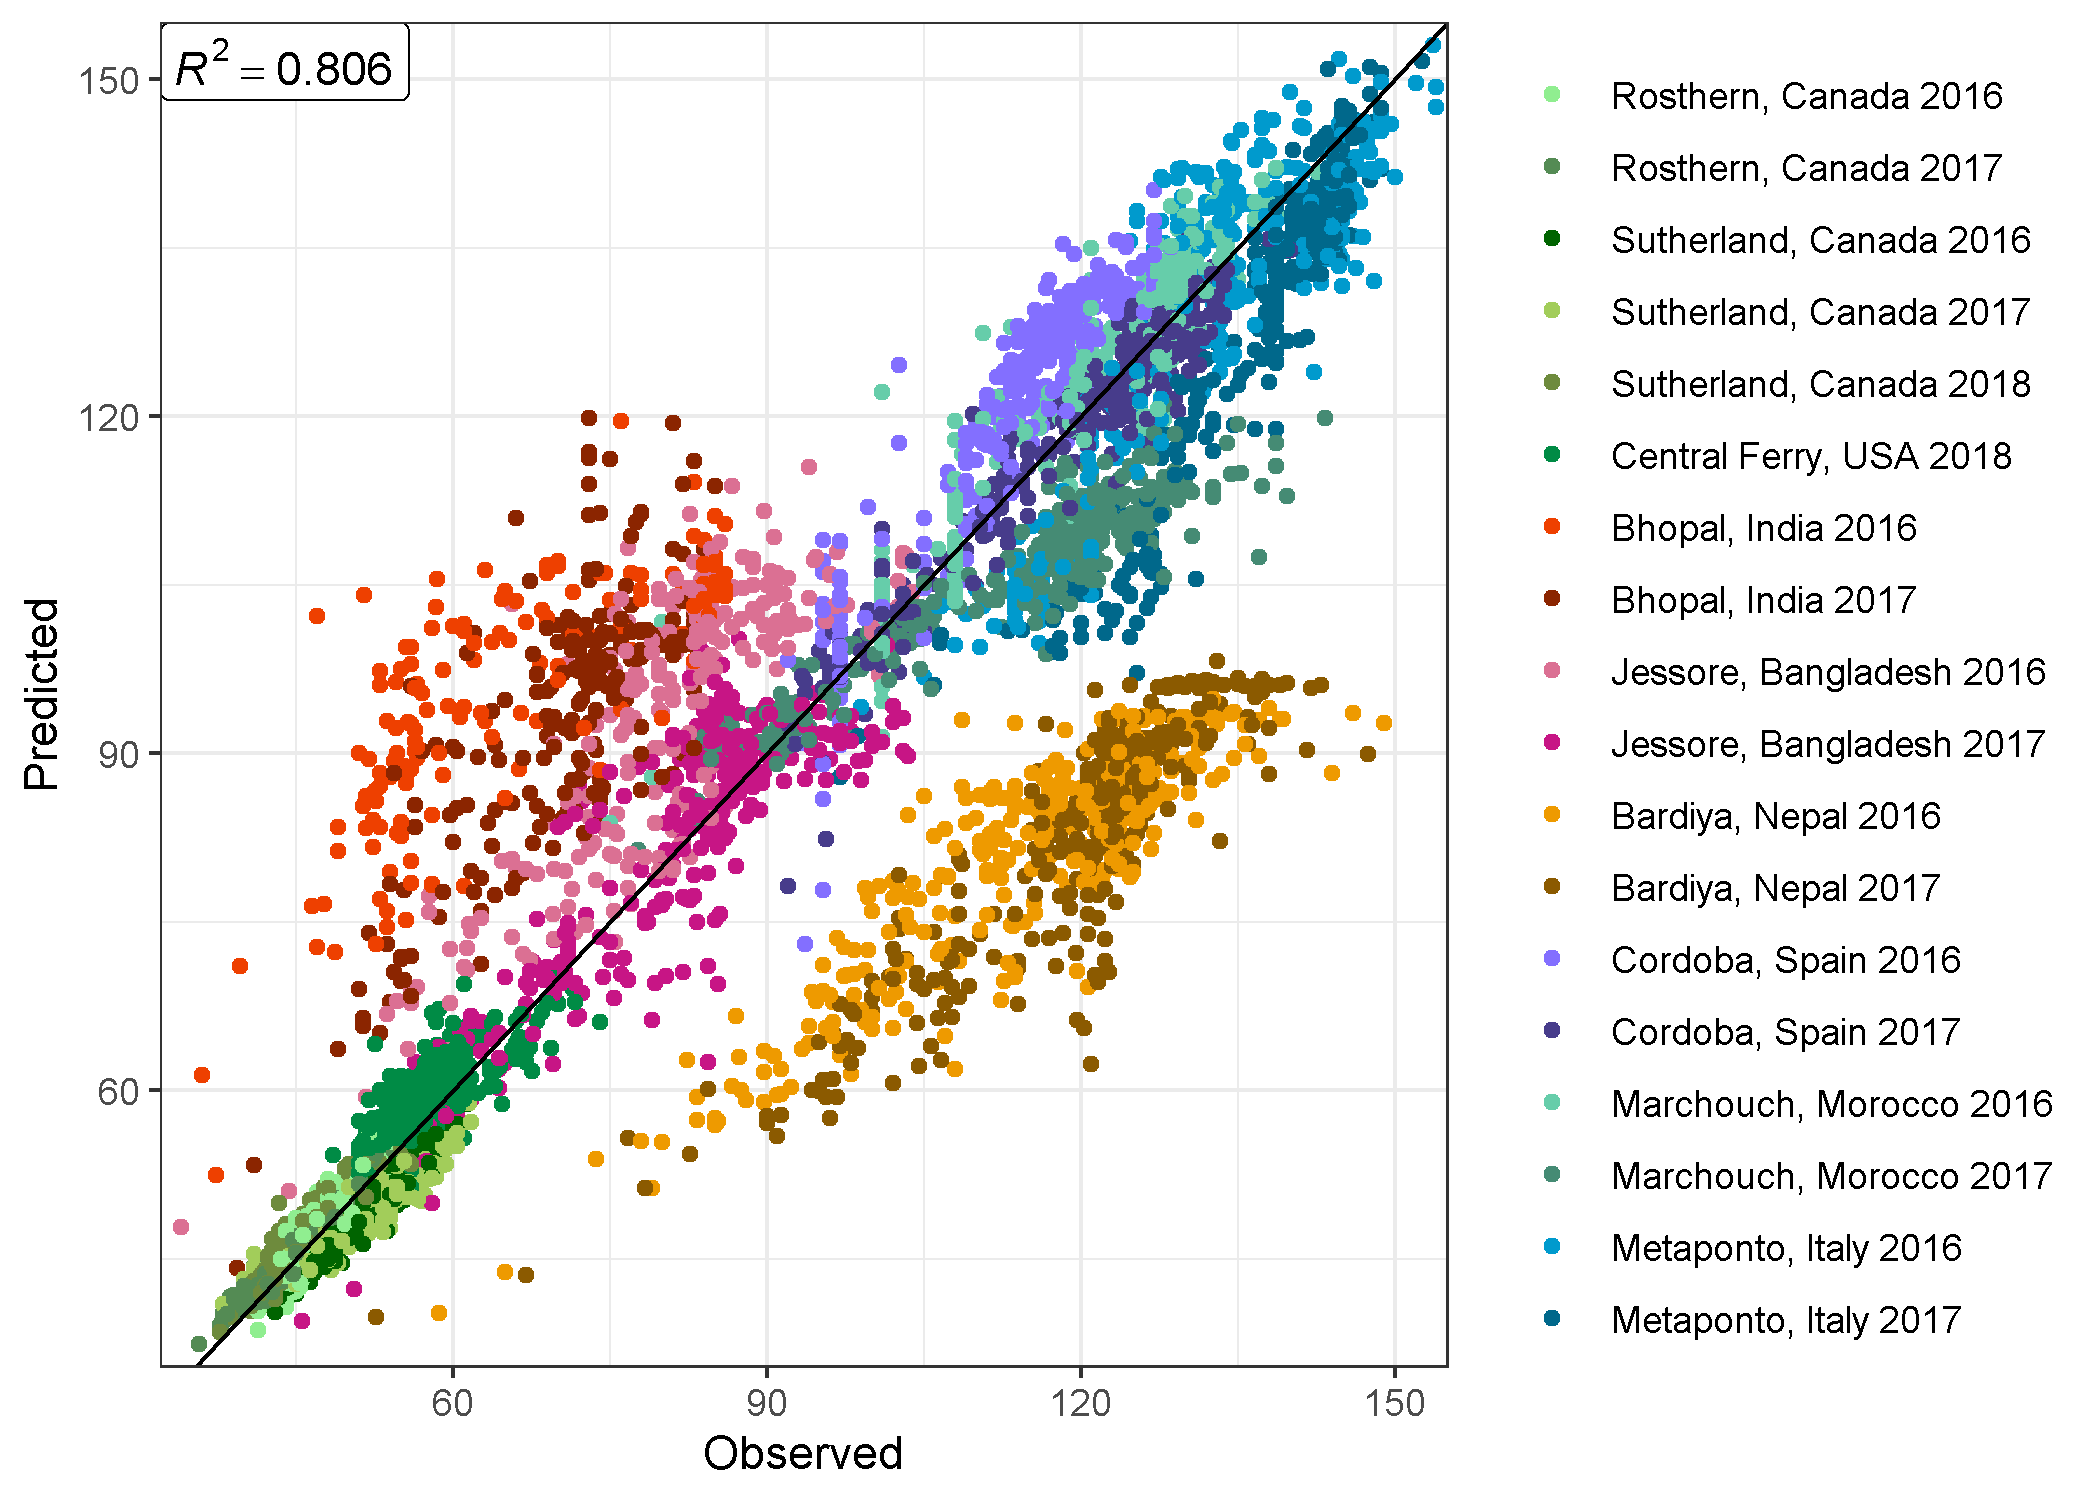 R² = 0.806
150
120
90
60
Predicted
60 90 120 150
Observed
Rosthern, Canada 2016
Rosthern, Canada 2017
Sutherland, Canada 2016
Sutherland, Canada 2017
Sutherland, Canada 2018
Central Ferry, USA 2018
Bhopal, India 2016
Bhopal, India 2017
Jessore, Bangladesh 2016
Jessore, Bangladesh 2017
Bardiya, Nepal 2016
Bardiya, Nepal 2017
Cordoba, Spain 2016
Cordoba, Spain 2017
Marchouch, Morocco 2016
Marchouch, Morocco 2017
Metaponto, Italy 2016
Metaponto, Italy 2017